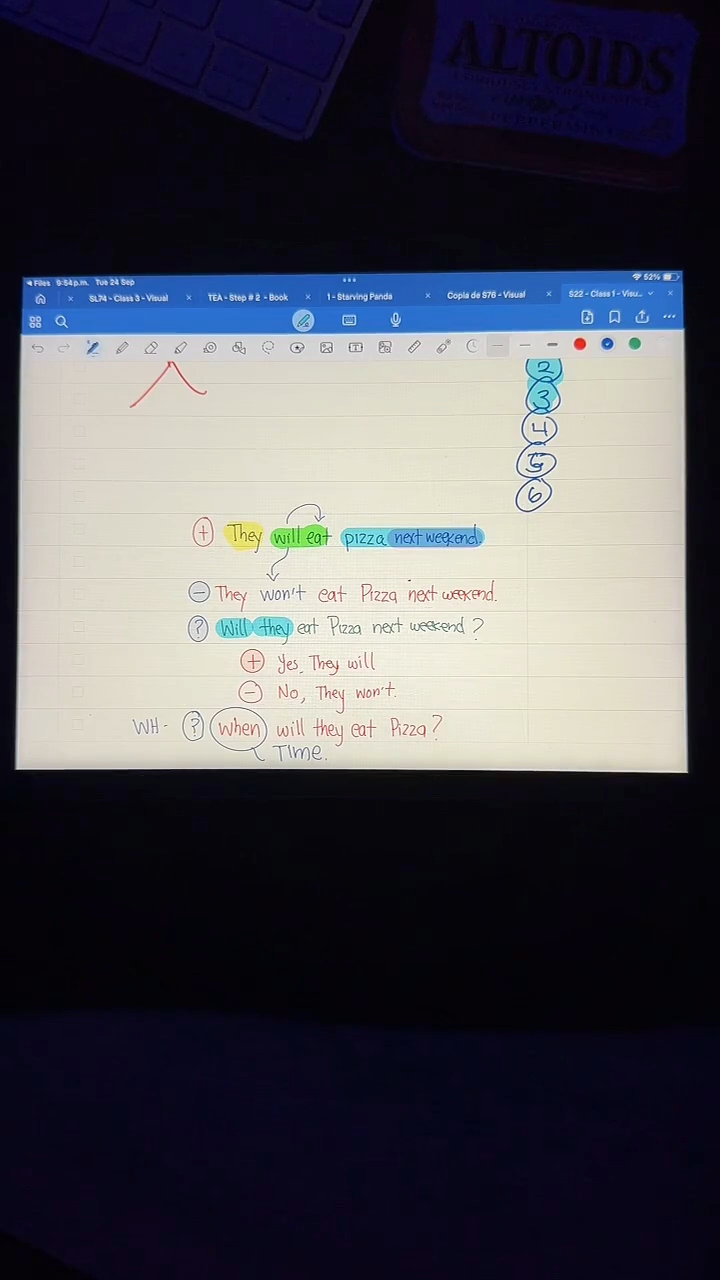 ALTOIDS
Files 9:54 p.m. Tue 24 Sep 52%
SL74 - Class 3 - Visual TEA - Step # 2 - Book 1 - Starving Panda Copia de S76 - Visual S22 - Class 1 - Visu...
2
3
4
5
6
+ They will eat pizza next weekend.
- They won't eat Pizza next weekend.
? Will they eat Pizza next weekend?
+ Yes, They will
- No, They won't.
WH- ? when will they eat Pizza?
Time.